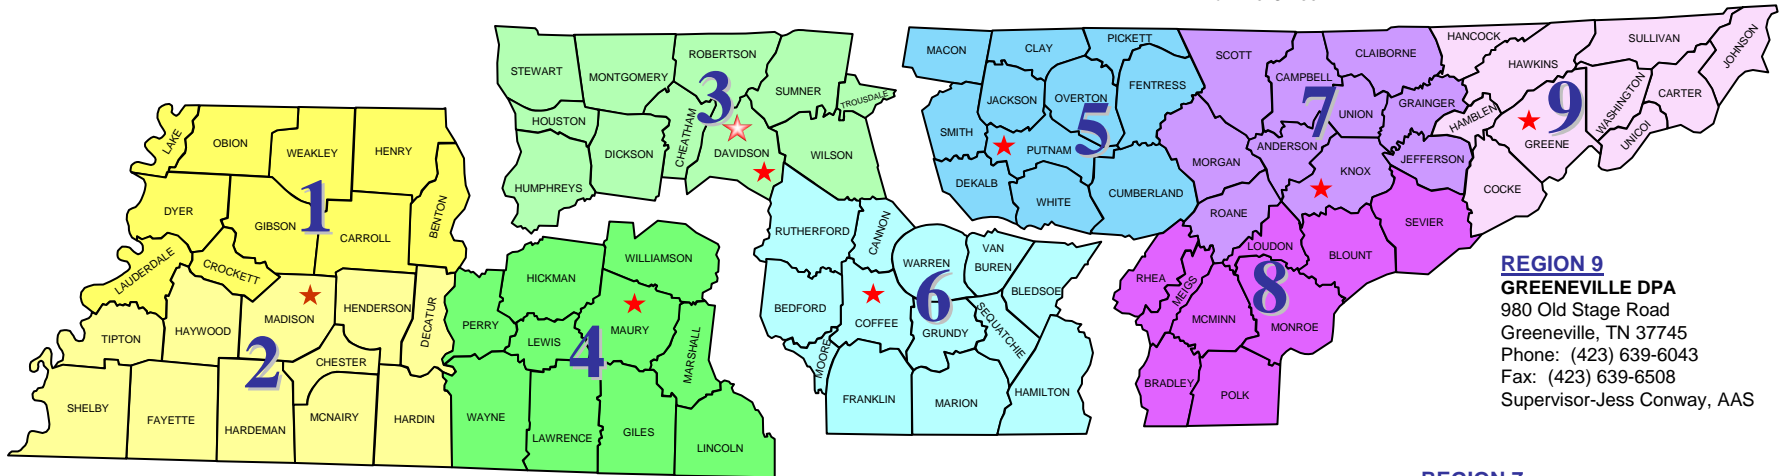 LAKE
OBION
WEAKLEY
HENRY
DYER
GIBSON
1
CARROLL
BENTON
LAUDERDALE
CROCKETT
TIPTON
HAYWOOD
MADISON
HENDERSON
DECATUR
2
CHESTER
SHELBY
FAYETTE
HARDEMAN
MCNAIRY
HARDIN
STEWART
MONTGOMERY
ROBERTSON
3
SUMNER
TROUSDALE
HOUSTON
DICKSON
CHEATHAM
DAVIDSON
WILSON
HUMPHREYS
HICKMAN
WILLIAMSON
PERRY
LEWIS
4
MAURY
MARSHALL
WAYNE
LAWRENCE
GILES
LINCOLN
MACON
CLAY
PICKETT
JACKSON
OVERTON
FENTRESS
5
SMITH
PUTNAM
DEKALB
WHITE
CUMBERLAND
RUTHERFORD
CANNON
WARREN
VAN
BUREN
BLEDSOE
BEDFORD
COFFEE
6
GRUNDY
SEQUATCHIE
MOORE
FRANKLIN
MARION
HAMILTON
SCOTT
CAMPBELL
CLAIBORNE
7
UNION
GRAINGER
MORGAN
ANDERSON
KNOX
JEFFERSON
ROANE
LOUDON
BLOUNT
SEVIER
RHEA
MEIGS
8
MCMINN
MONROE
BRADLEY
POLK
HANCOCK
HAWKINS
SULLIVAN
JOHNSON
HAMBLEN
9
GREENE
WASHINGTON
UNICOI
CARTER
COCKE
REGION 9
GREENEVILLE DPA
980 Old Stage Road
Greeneville, TN 37745
Phone: (423) 639-6043
Fax: (423) 639-6508
Supervisor-Jess Conway, AAS
REGION 7